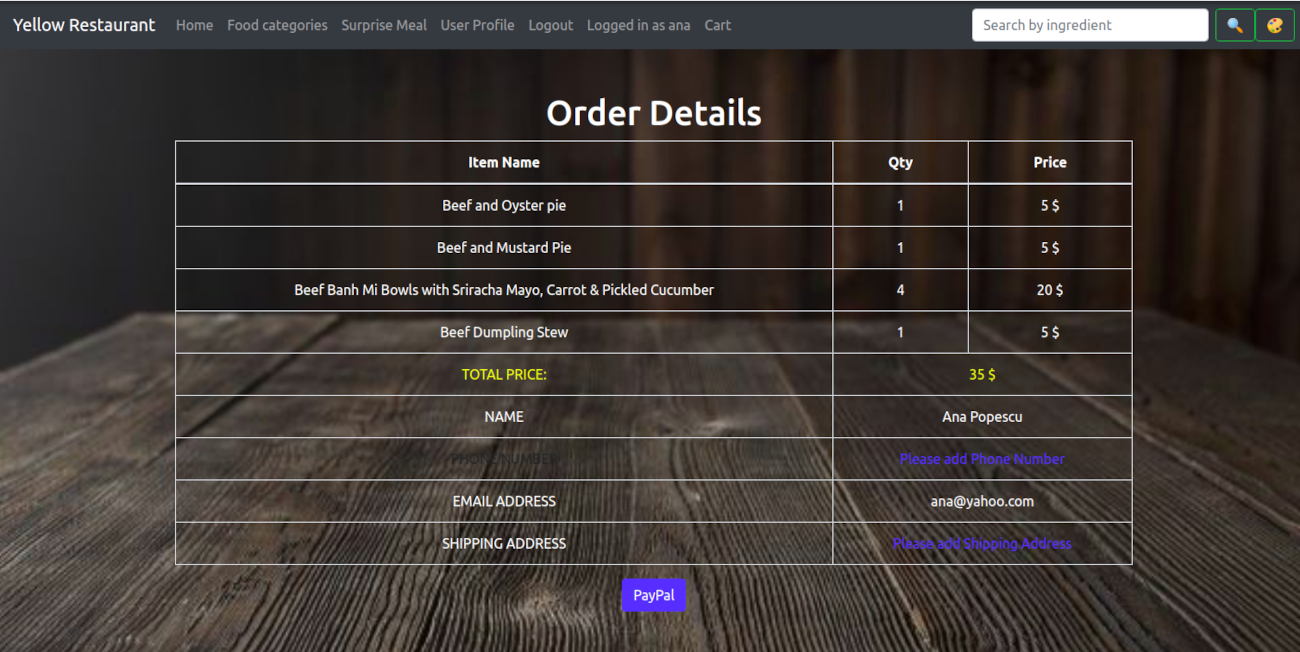 Yellow Restaurant Home Food categories Surprise Meal User Profile Logout Logged in as ana Cart Search by ingredient
Order Details
Item Name Qty Price
Beef and Oyster pie 1 5 $
Beef and Mustard Pie 1 5 $
Beef Banh Mi Bowls with Sriracha Mayo, Carrot & Pickled Cucumber 4 20 $
Beef Dumpling Stew 1 5 $
TOTAL PRICE: 35 $
NAME Ana Popescu
PHONE NUMBER Please add Phone Number
EMAIL ADDRESS ana@yahoo.com
SHIPPING ADDRESS Please add Shipping Address
PayPal